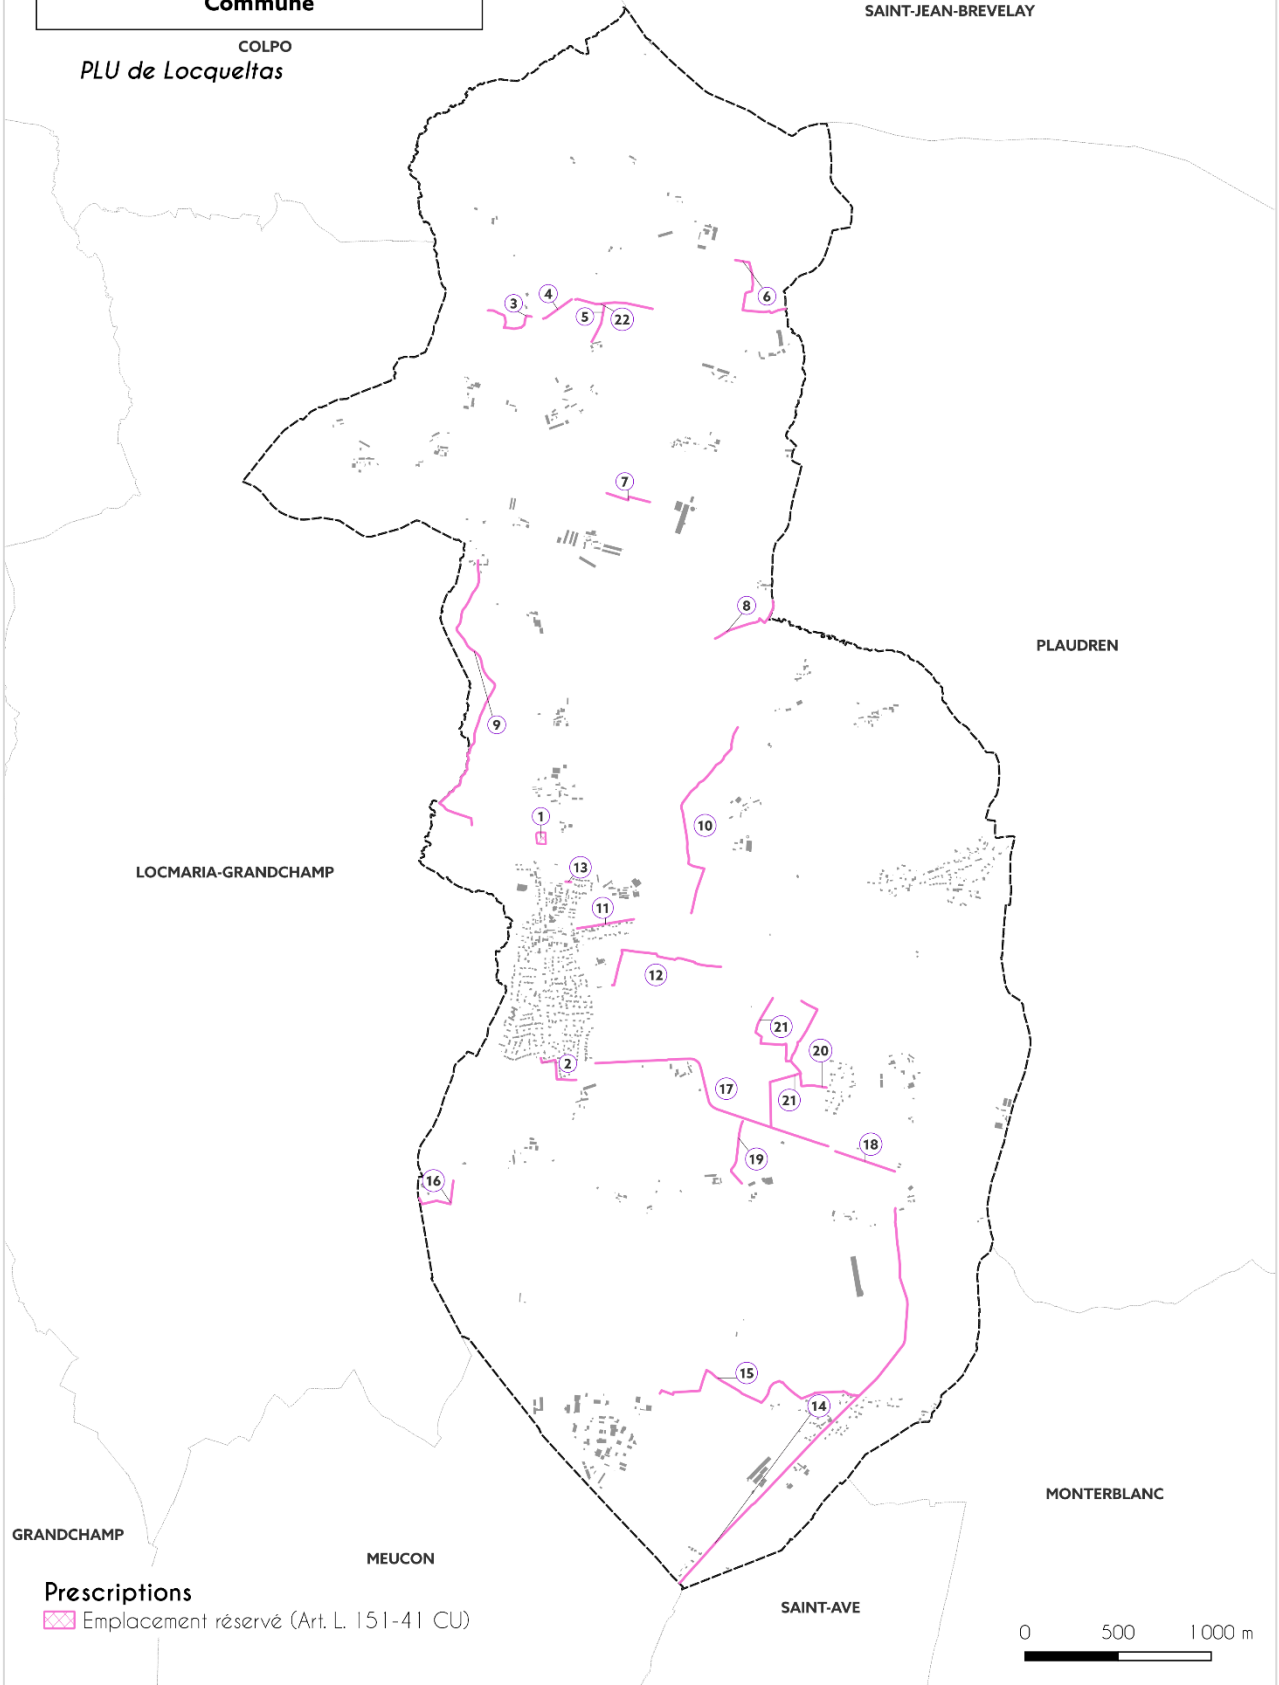 Commune
SAINT-JEAN-BREVELAY
COLPO
PLU de Locqueltas
6
4
3
5
22
7
8
PLAUDREN
9
1
10
13
LOCMARIA-GRANDCHAMP
11
12
21
20
2
17
21
18
19
16
15
14
MONTERBLANC
GRANDCHAMP
MEUCON
Prescriptions
SAINT-AVE
Emplacement réservé (Art. L. 151-41 CU)
0 500 1 000 m